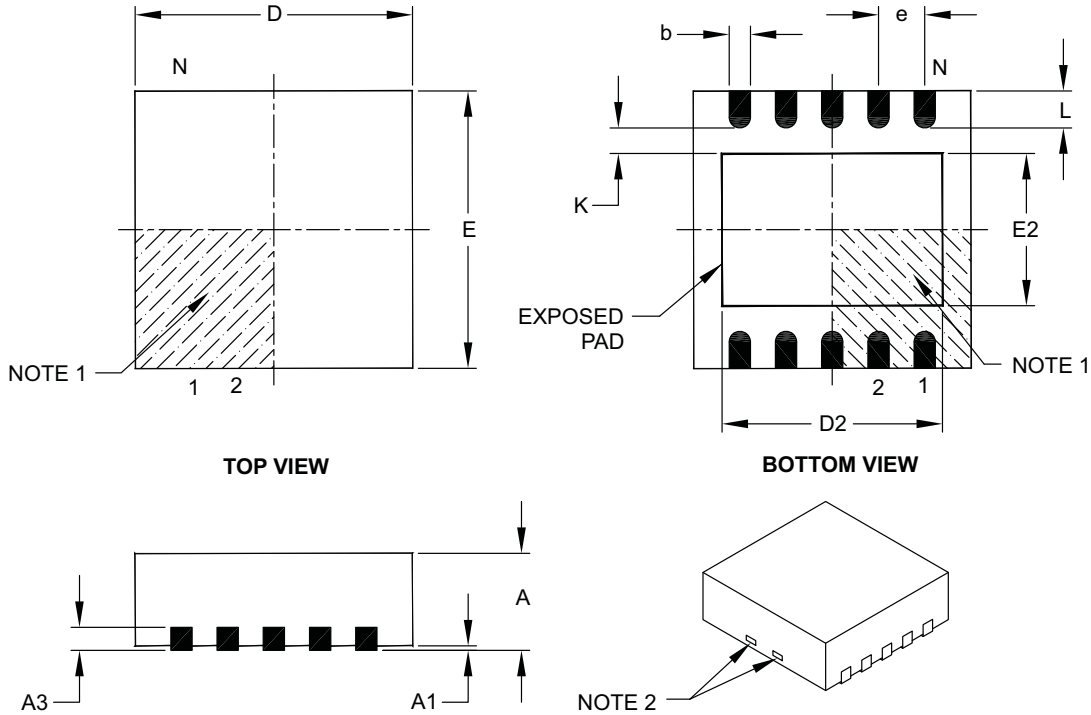 D
N
E
NOTE 1
1 2
TOP VIEW
b
e
N
L
K
E2
EXPOSED
PAD
NOTE 1
2 1
D2
BOTTOM VIEW
A
A3
A1
NOTE 2